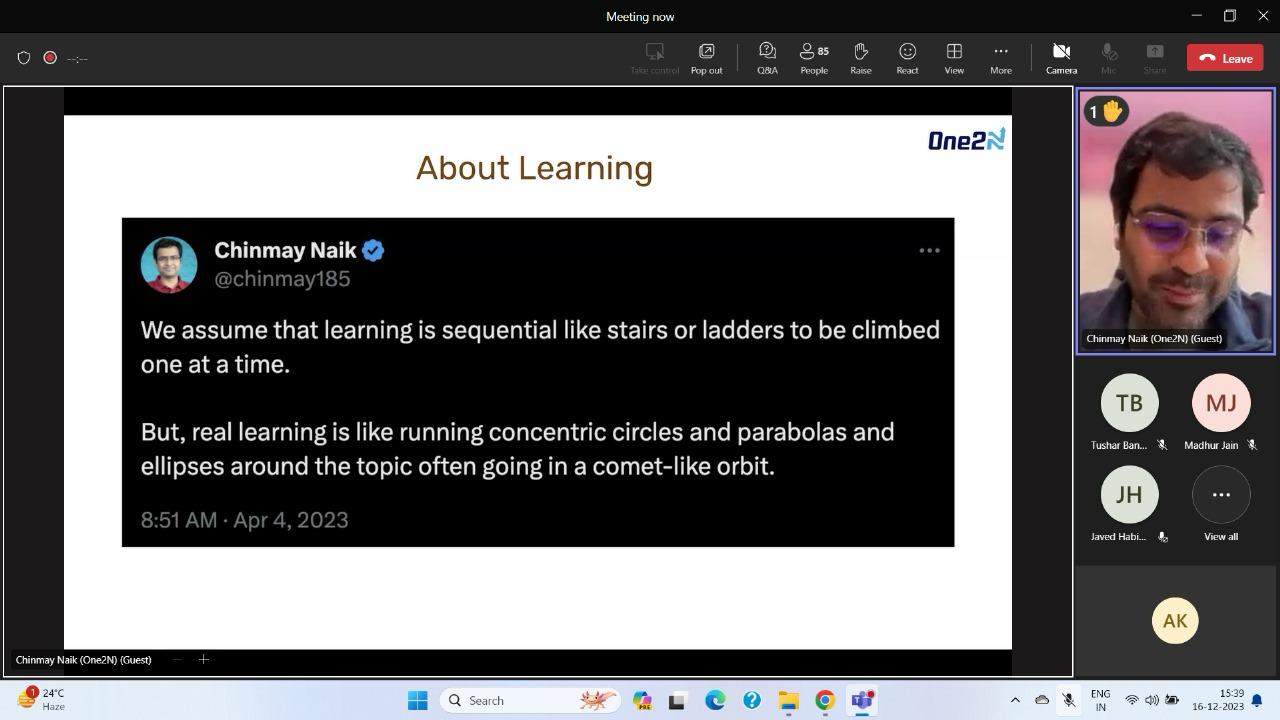 Meeting now
--:--
Take control
Pop out
Q&A
People
85
Raise
React
View
More
Camera
Mic
Share
Leave
One2N
About Learning
Chinmay Naik
@chinmay185
We assume that learning is sequential like stairs or ladders to be climbed
one at a time.
But, real learning is like running concentric circles and parabolas and
ellipses around the topic often going in a comet-like orbit.
8:51 AM · Apr 4, 2023
Chinmay Naik (One2N) (Guest)
1
Chinmay Naik (One2N) (Guest)
TB
MJ
Tushar Ban...
Madhur Jain
JH
Javed Habi...
View all
AK
1
24°C
Haze
Search
PRE
ENG
IN
15:39
16-12-2023